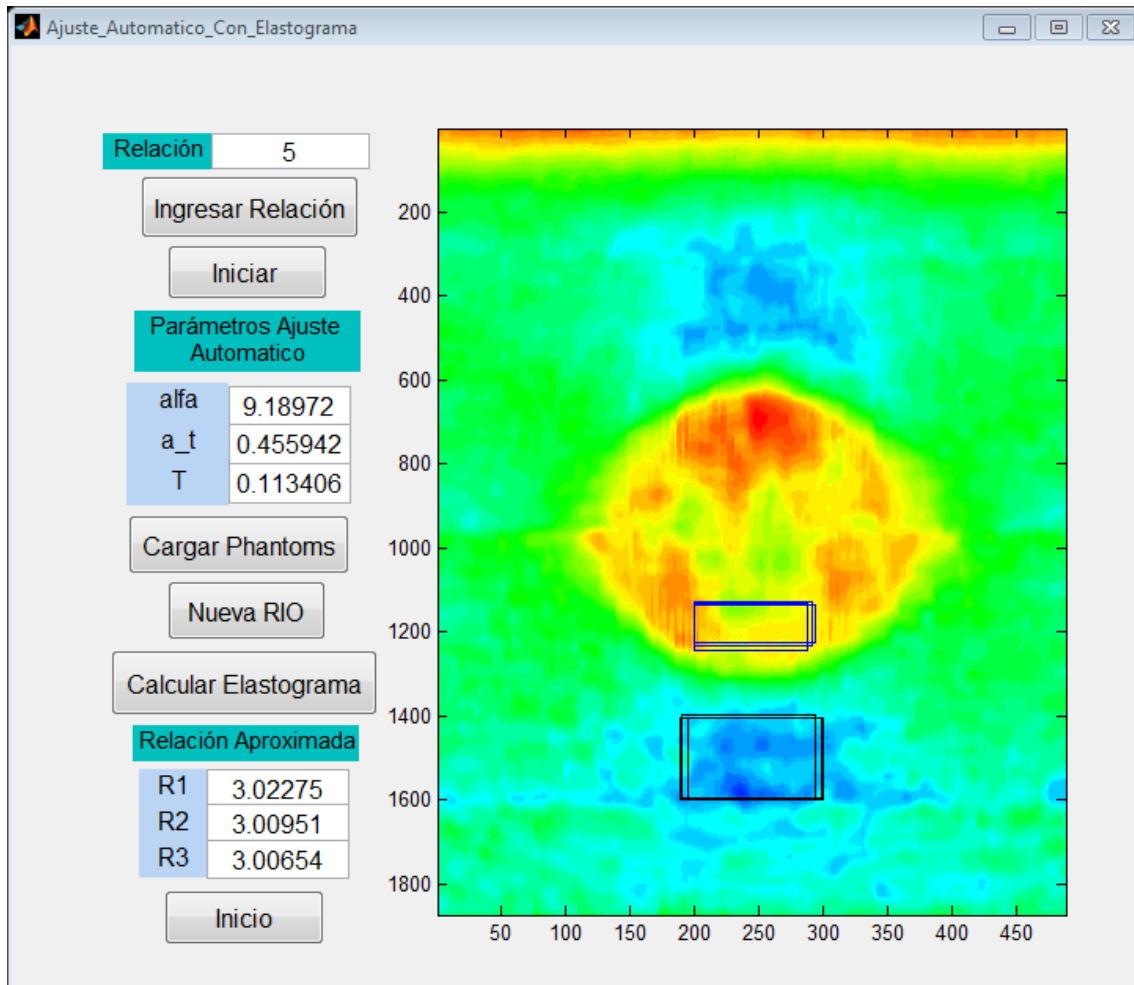 Ajuste_Automatico_Con_Elastograma
Relación 5
Ingresar Relación
Iniciar
Parámetros Ajuste
Automatico
alfa 9.18972
a_t 0.455942
T 0.113406
Cargar Phantoms
Nueva RIO
Calcular Elastograma
Relación Aproximada
R1 3.02275
R2 3.00951
R3 3.00654
Inicio
200
400
600
800
1000
1200
1400
1600
1800
50 100 150 200 250 300 350 400 450